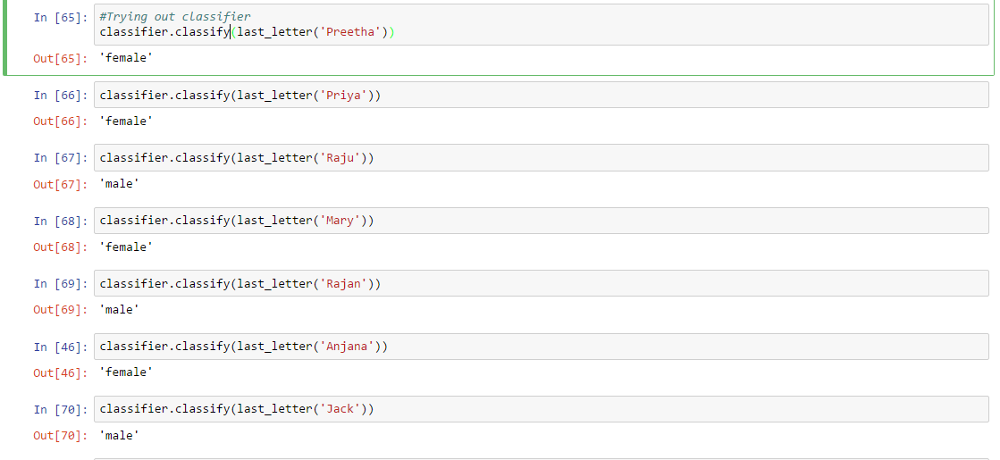 In [65]: #Trying out classifier
classifier.classify(last_letter('Preetha'))
Out[65]: 'female'
In [66]: classifier.classify(last_letter('Priya'))
Out[66]: 'female'
In [67]: classifier.classify(last_letter('Raju'))
Out[67]: 'male'
In [68]: classifier.classify(last_letter('Mary'))
Out[68]: 'female'
In [69]: classifier.classify(last_letter('Rajan'))
Out[69]: 'male'
In [46]: classifier.classify(last_letter('Anjana'))
Out[46]: 'female'
In [70]: classifier.classify(last_letter('Jack'))
Out[70]: 'male'